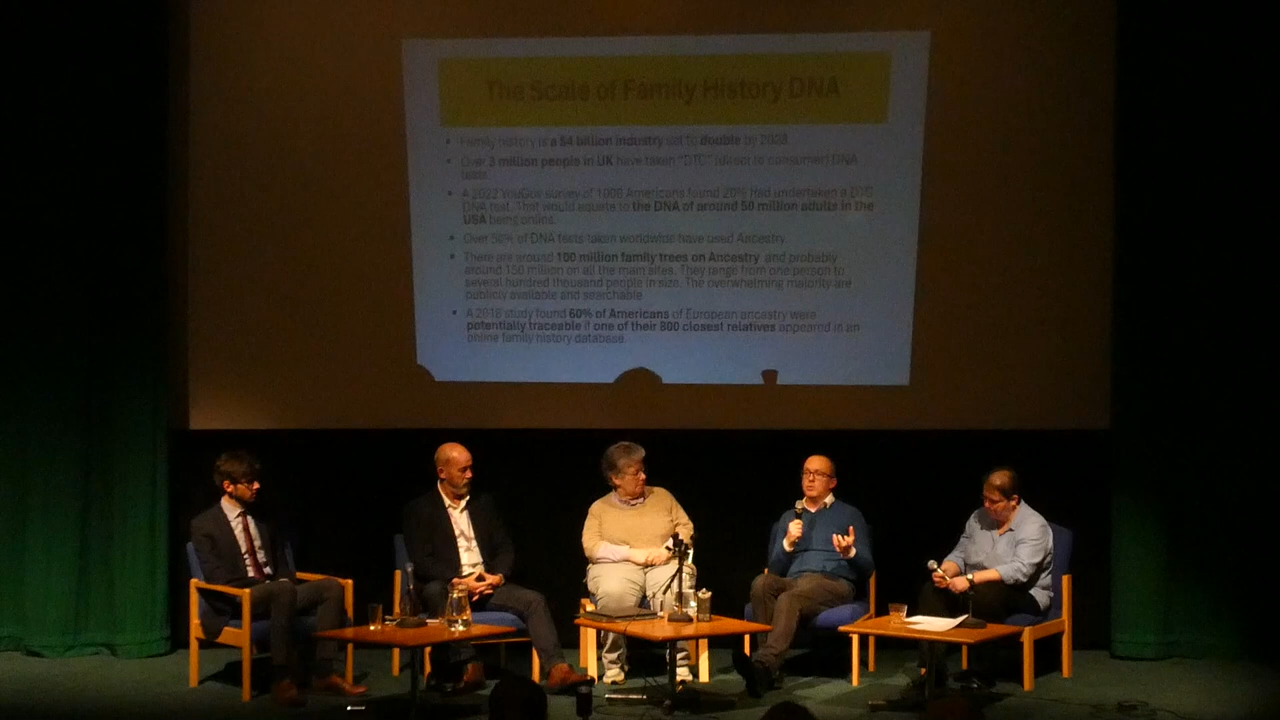 The Scale of Family History DNA
• Family history is a $4 billion industry set to double by 2028.
• Over 3 million people in UK have taken "DTC" (direct to consumer) DNA
tests.
• A 2022 YouGov survey of 1000 Americans found 20% had undertaken a DTC
DNA test. That would equate to the DNA of around 50 million adults in the
USA being online.
• Over 50% of DNA tests taken worldwide have used Ancestry.
• There are around 100 million family trees on Ancestry and probably
around 150 million on all the main sites. They range from one person to
several hundred thousand people in size. The overwhelming majority are
publicly available and searchable
• A 2018 study found 60% of Americans of European ancestry were
potentially traceable if one of their 800 closest relatives appeared in an
online family history database.